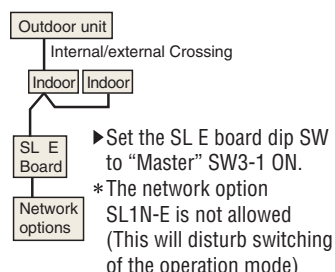 Outdoor unit
Internal/external Crossing
Indoor Indoor
SL E
Board
▶Set the SL E board dip SW
to “Master” SW3-1 ON.
*The network option
SL1N-E is not allowed
(This will disturb switching
of the operation mode)
Network
options